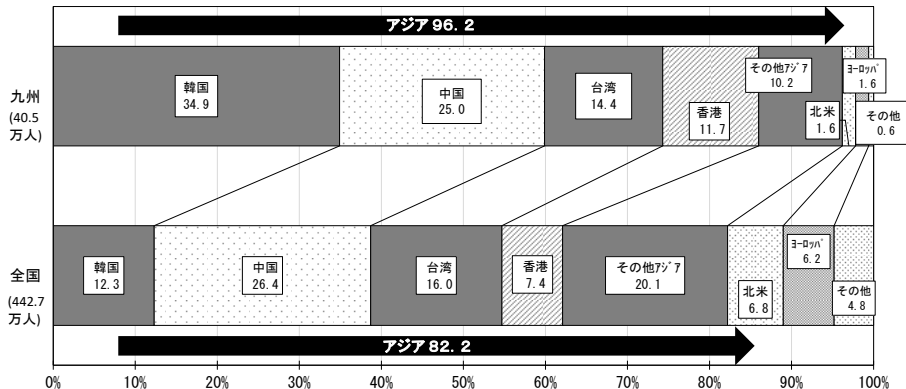 アジア96.2
九州
(40.5
万人)
韓国
34.9
中国
25.0
台湾
14.4
香港
11.7
その他ｱｼﾞｱ
10.2
北米
1.6
ﾖｰﾛｯﾊﾟ
1.6
その他
0.6
全国
(442.7
万人)
韓国
12.3
中国
26.4
台湾
16.0
香港
7.4
その他ｱｼﾞｱ
20.1
北米
6.8
ﾖｰﾛｯﾊﾟ
6.2
その他
4.8
アジア82.2
0% 10% 20% 30% 40% 50% 60% 70% 80% 90% 100%